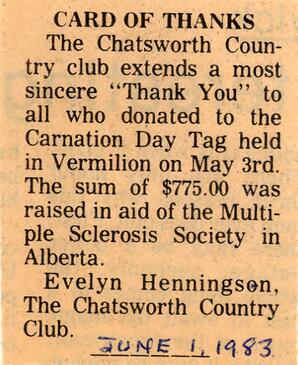 CARD OF THANKS
The Chatsworth Coun-
try club extends a most
sincere "Thank You" to
all who donated to the
Carnation Day Tag held
in Vermilion on May 3rd.
The sum of $775.00 was
raised in aid of the Multi-
ple Sclerosis Society in
Alberta.
Evelyn Henningson,
The Chatsworth Country
Club.
JUNE 1, 1983